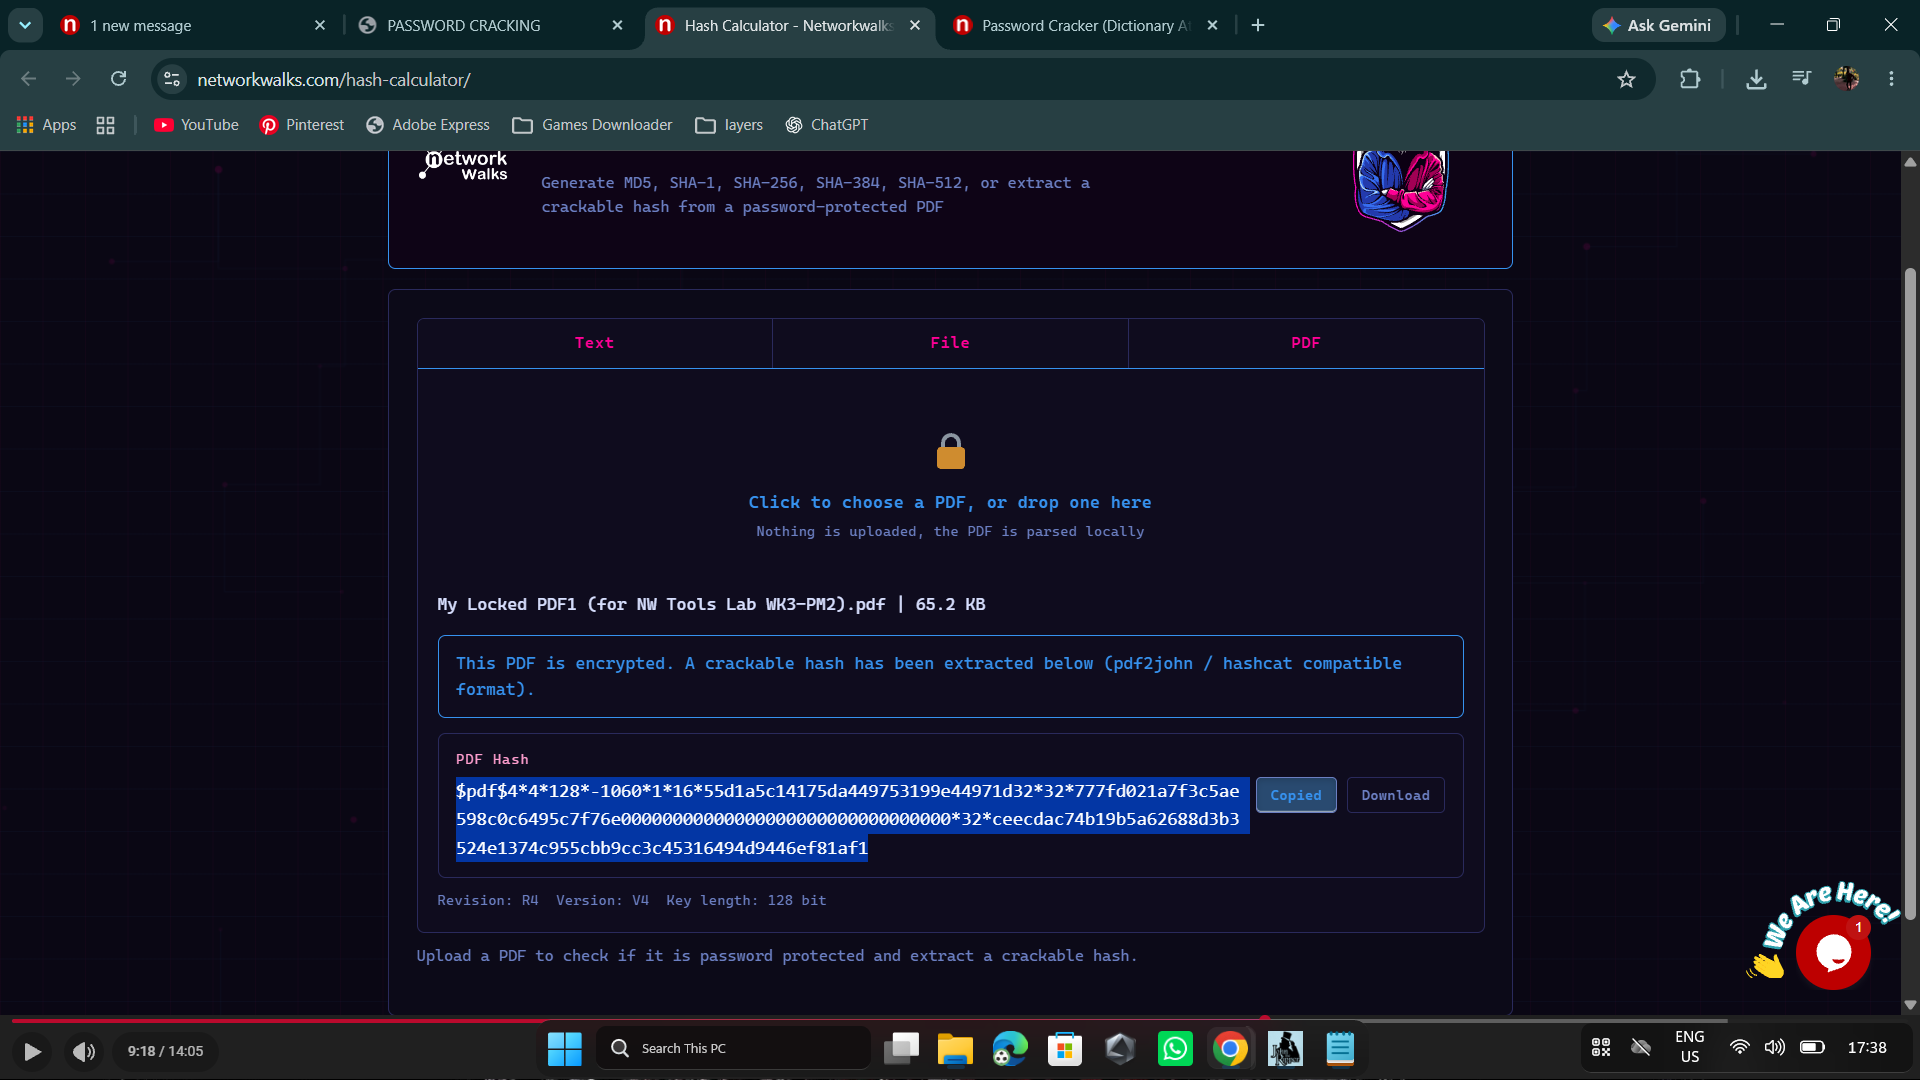 1 new message
PASSWORD CRACKING
Hash Calculator - Networkwalks
Password Cracker (Dictionary A
Ask Gemini
networkwalks.com/hash-calculator/
Apps
YouTube
Pinterest
Adobe Express
Games Downloader
layers
ChatGPT
network
Walks
Generate MD5, SHA-1, SHA-256, SHA-384, SHA-512, or extract a
crackable hash from a password-protected PDF
Text
File
PDF
Click to choose a PDF, or drop one here
Nothing is uploaded, the PDF is parsed locally
My Locked PDF1 (for NW Tools Lab WK3-PM2).pdf | 65.2 KB
This PDF is encrypted. A crackable hash has been extracted below (pdf2john / hashcat compatible
format).
PDF Hash
$pdf$4*4*128*-1060*1*16*55d1a5c14175da449753199e44971d32*32*777fd021a7f3c5ae
598c0c6495c7f76e00000000000000000000000000000000*32*ceecdac74b19b5a62688d3b3
524e1374c955cbb9cc3c45316494d9446ef81af1
Copied
Download
Revision: R4 Version: V4 Key length: 128 bit
Upload a PDF to check if it is password protected and extract a crackable hash.
We Are Here!
1
9:18 / 14:05
Search This PC
ENG
US
17:38